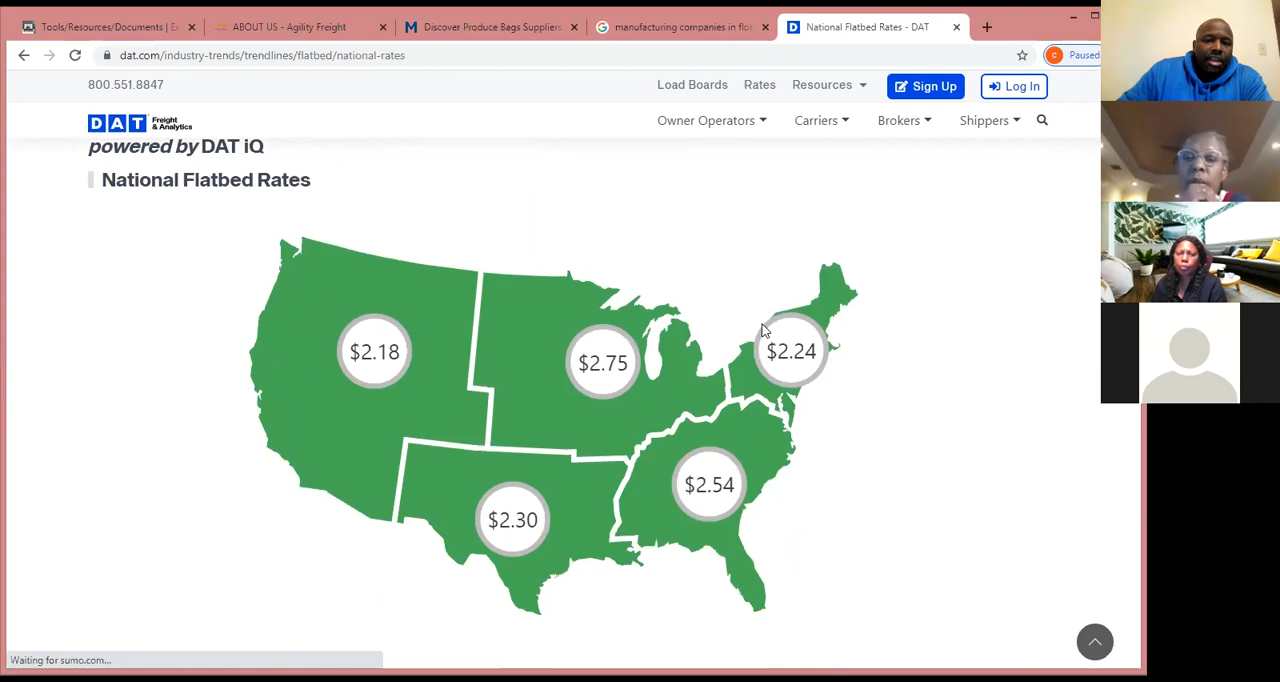 Tools/Resources/Documents | Ex
ABOUT US - Agility Freight
Discover Produce Bags Suppliers
manufacturing companies in flor
National Flatbed Rates - DAT
dat.com/industry-trends/trendlines/flatbed/national-rates
C
Paused
800.551.8847
Load Boards
Rates
Resources
Sign Up
Log In
DAT Freight & Analytics
Owner Operators
Carriers
Brokers
Shippers
powered by DAT iQ
National Flatbed Rates
$2.18
$2.75
$2.24
$2.54
$2.30
Waiting for sumo.com...